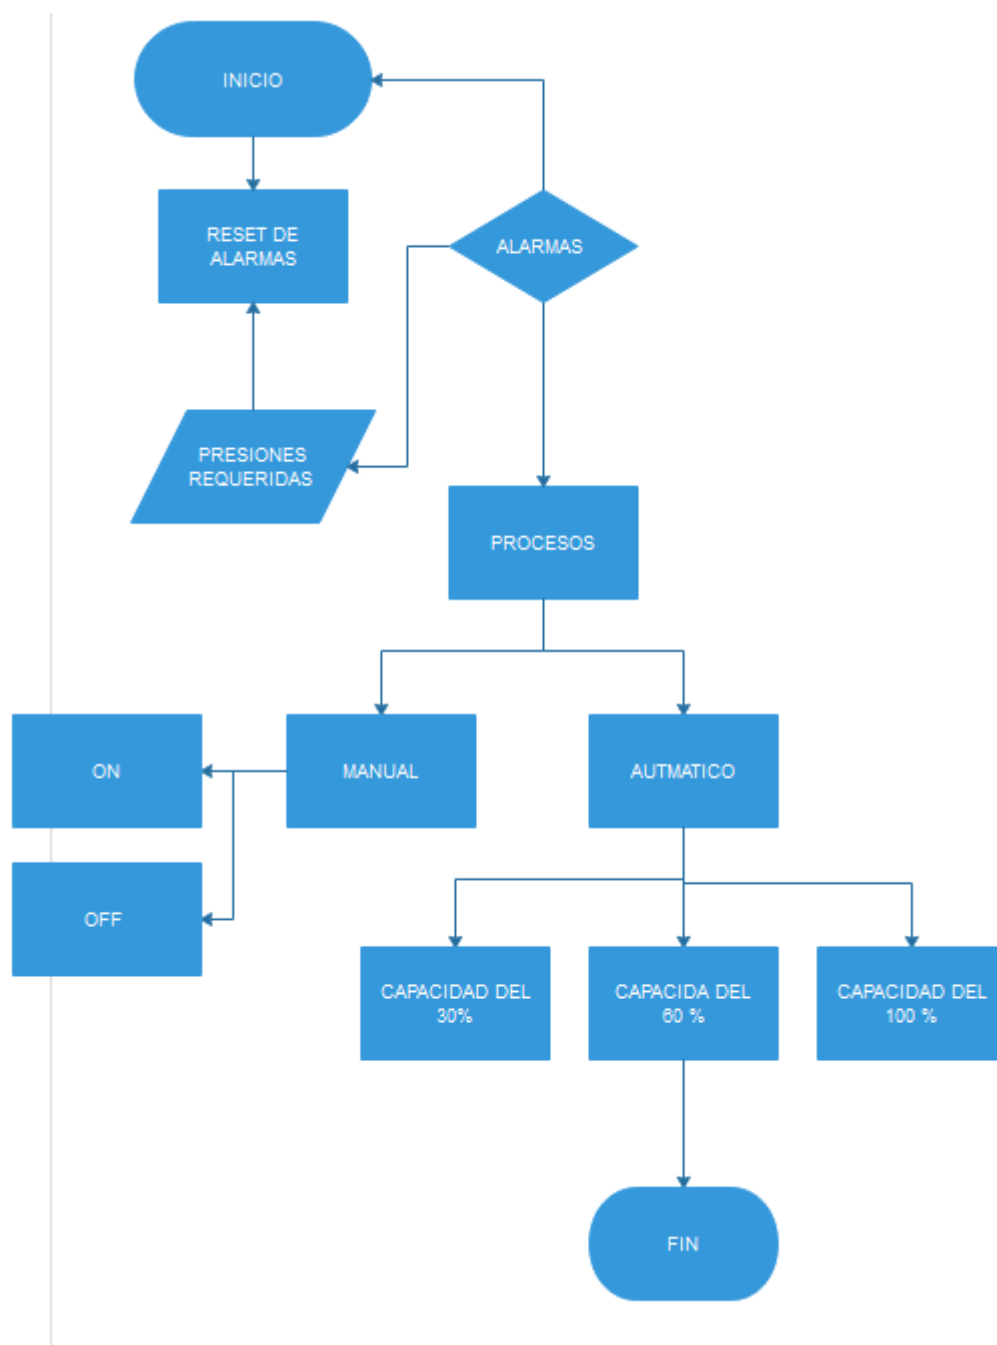 INICIO
RESET DE
ALARMAS
ALARMAS
PRESIONES
REQUERIDAS
PROCESOS
ON
MANUAL
AUTMATICO
OFF
CAPACIDAD DEL
30%
CAPACIDA DEL
60 %
CAPACIDAD DEL
100 %
FIN